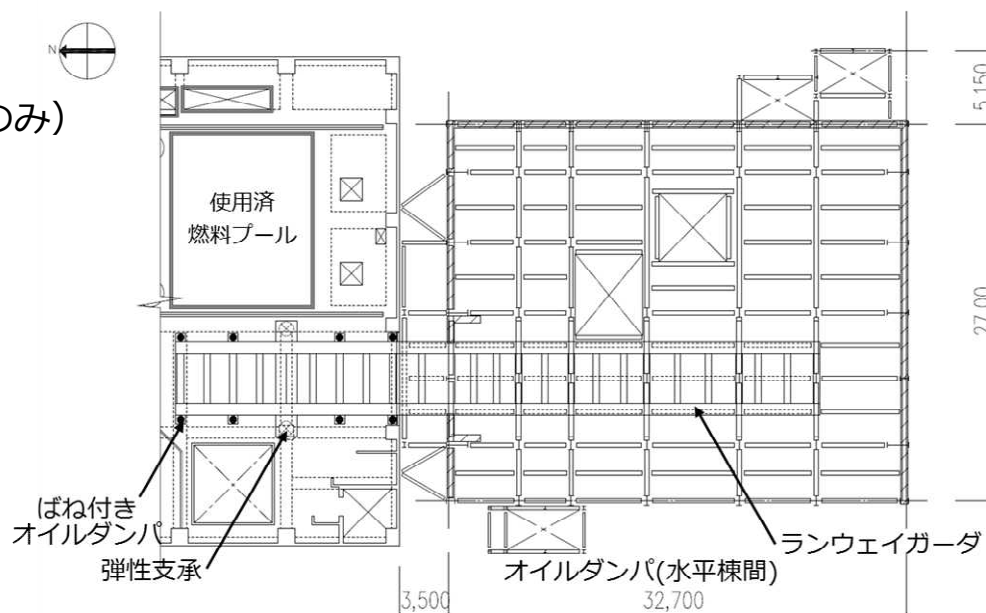 N
のみ)
使用済
燃料プール
5,150
27,00
ばね付き
オイルダンパ
弾性支承
オイルダンパ(水平棟間)
ランウェイガーダ
3,500
32,700